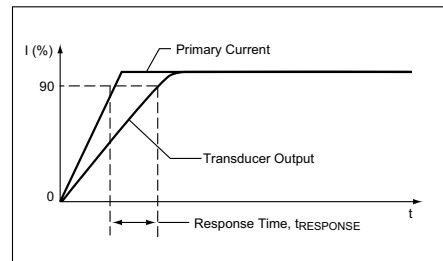 I (%)
Primary Current
90
Transducer Output
0
t
Response Time, tRESPONSE